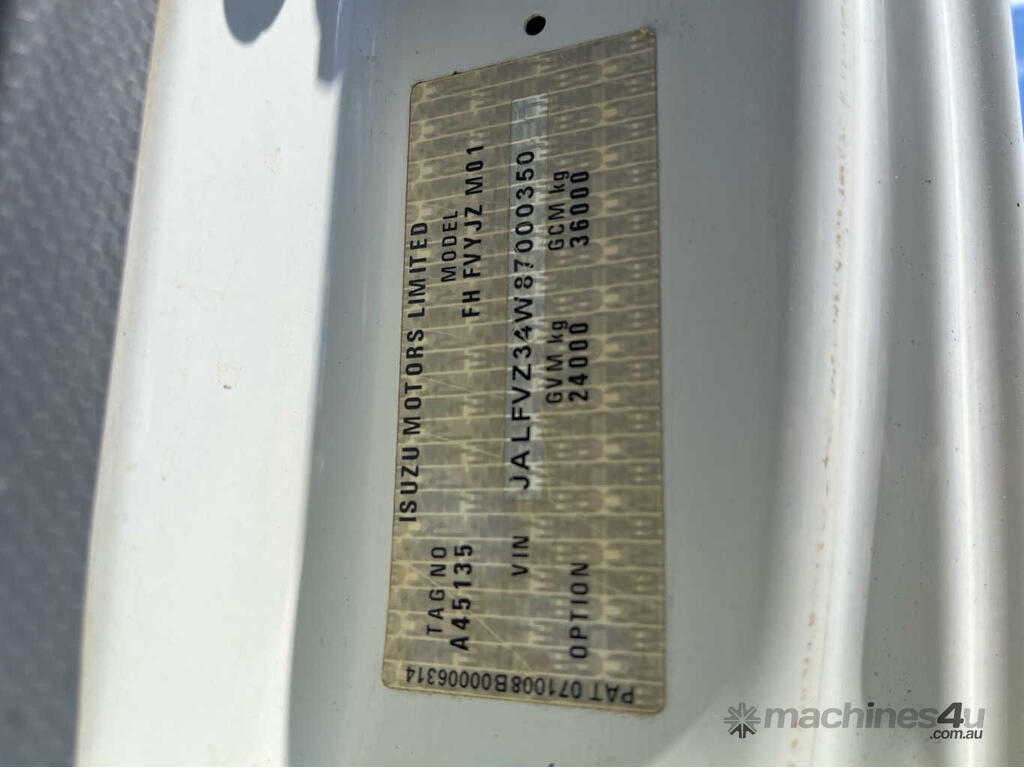 ISUZU MOTORS LIMITED
TAG NO
A45135
MODEL
FH FVYJZ M01
VIN
JALFVZ34W87000350
GVM kg
24000
GCM kg
36000
OPTION
PAT 071008B00006314
machines4u
.com.au